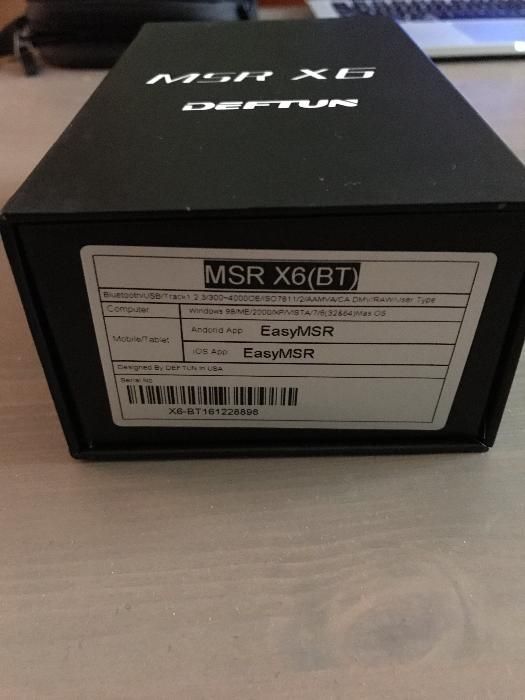 MSR X6
DEFTUN
MSR X6(BT)
Bluetooth/USB/Track1.2.3/300~4000OE/ISO7811/2/AAMVA/CA DMV/RAW/User Type
Computer Windows 98/ME/2000/XP/VISTA/7/8(32&64)Mas OS
Mobile/Tablet
Andorid App EasyMSR
iOS App EasyMSR
Designed By DEFTUN In USA
Serial No
X6-BT161228898